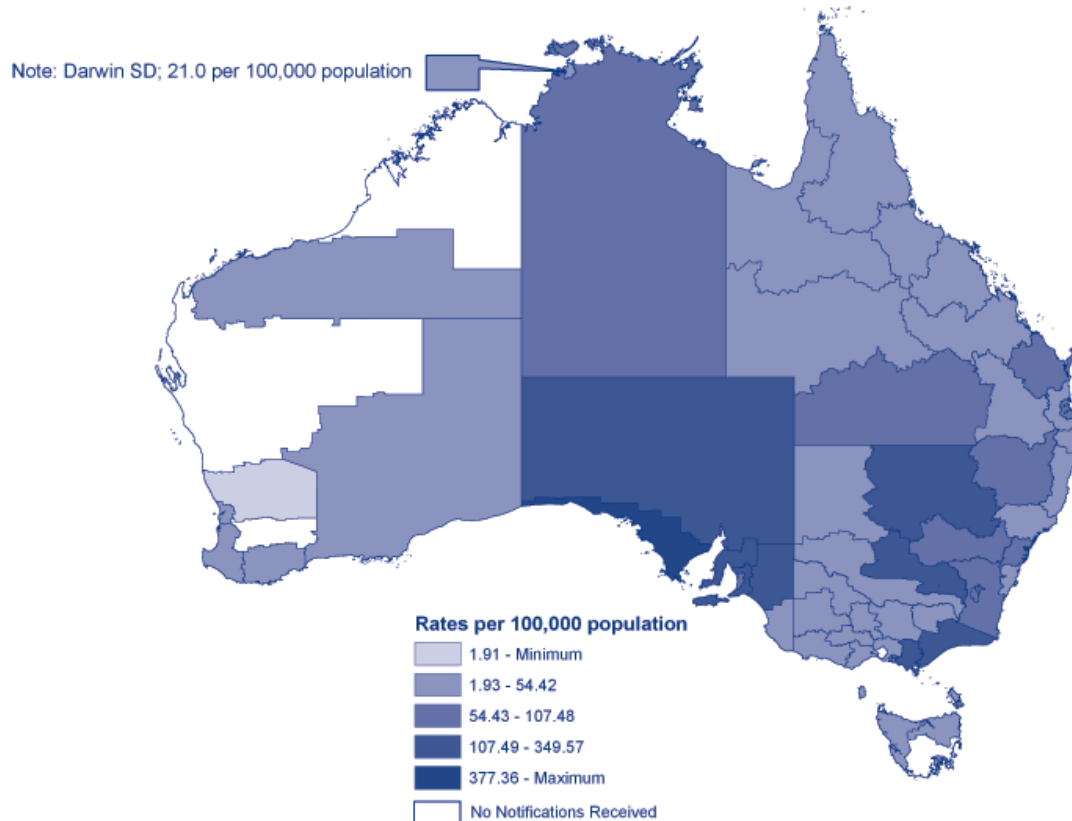 Note: Darwin SD; 21.0 per 100,000 population
Rates per 100,000 population
1.91 - Minimum
1.93 - 54.42
54.43 - 107.48
107.49 - 349.57
377.36 - Maximum
No Notifications Received